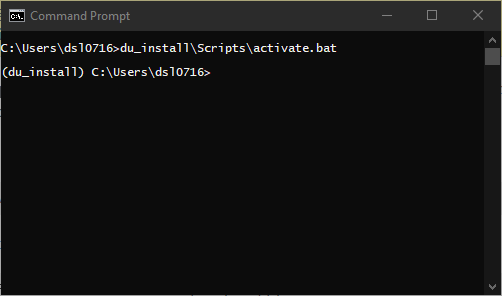 Command Prompt
C:\Users\dsl0716>du_install\Scripts\activate.bat
(du_install) C:\Users\dsl0716>